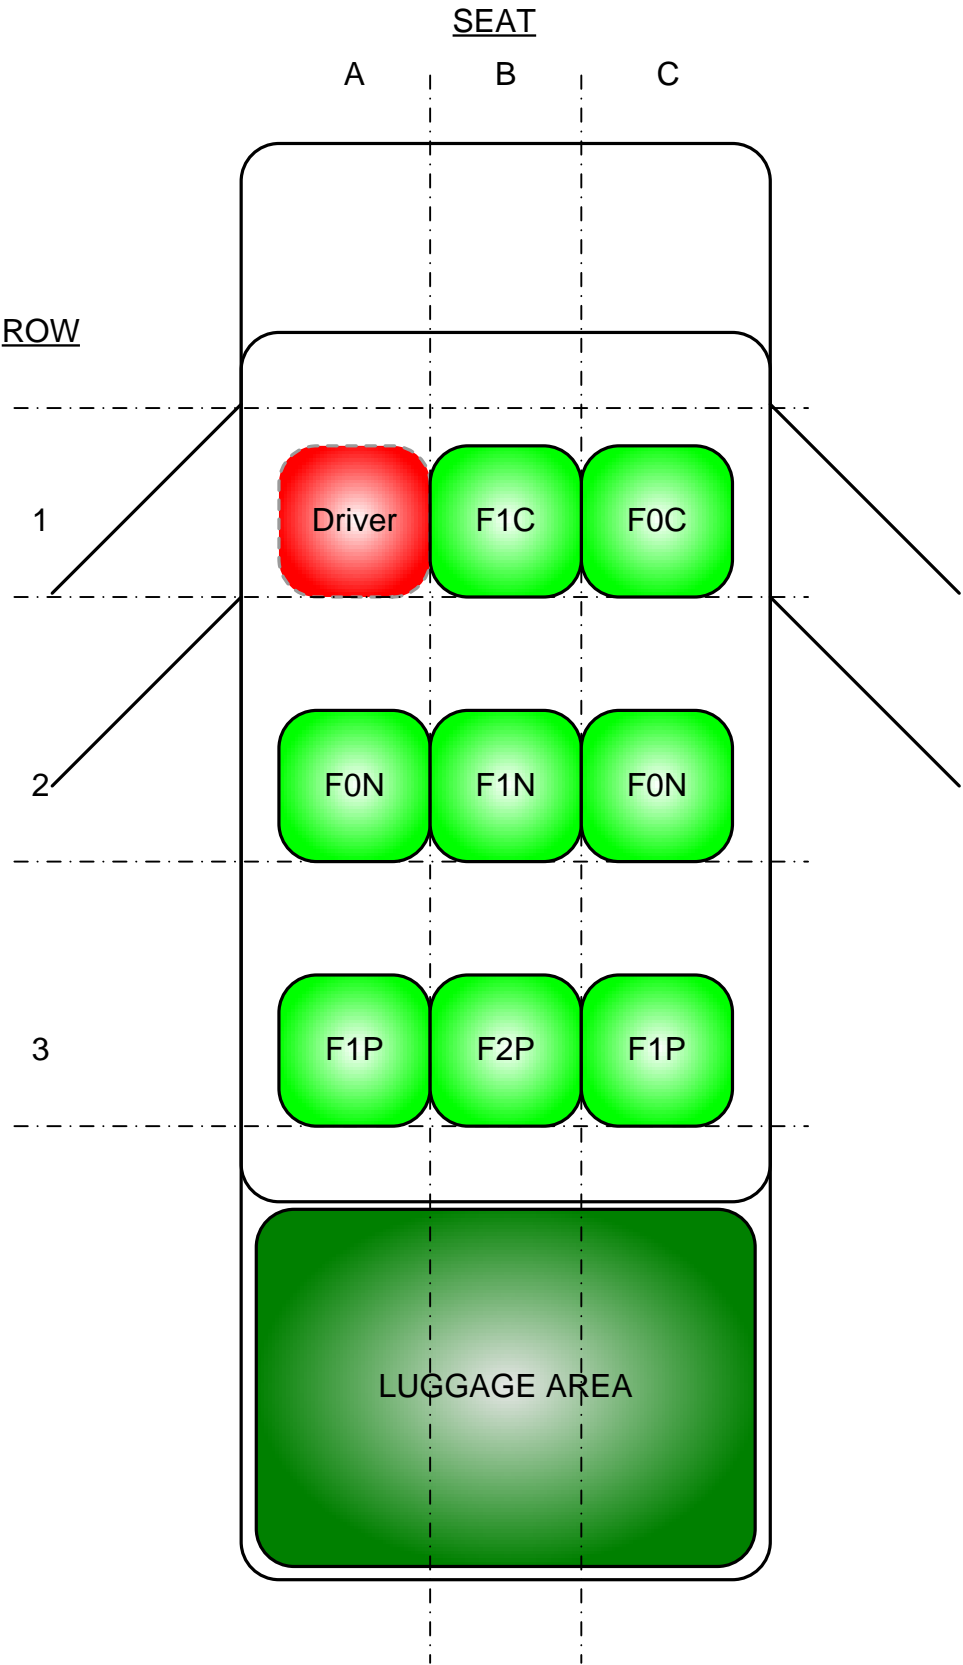 SEAT
A B C
ROW
1 Driver F1C F0C
2 F0N F1N F0N
3 F1P F2P F1P
LUGGAGE AREA